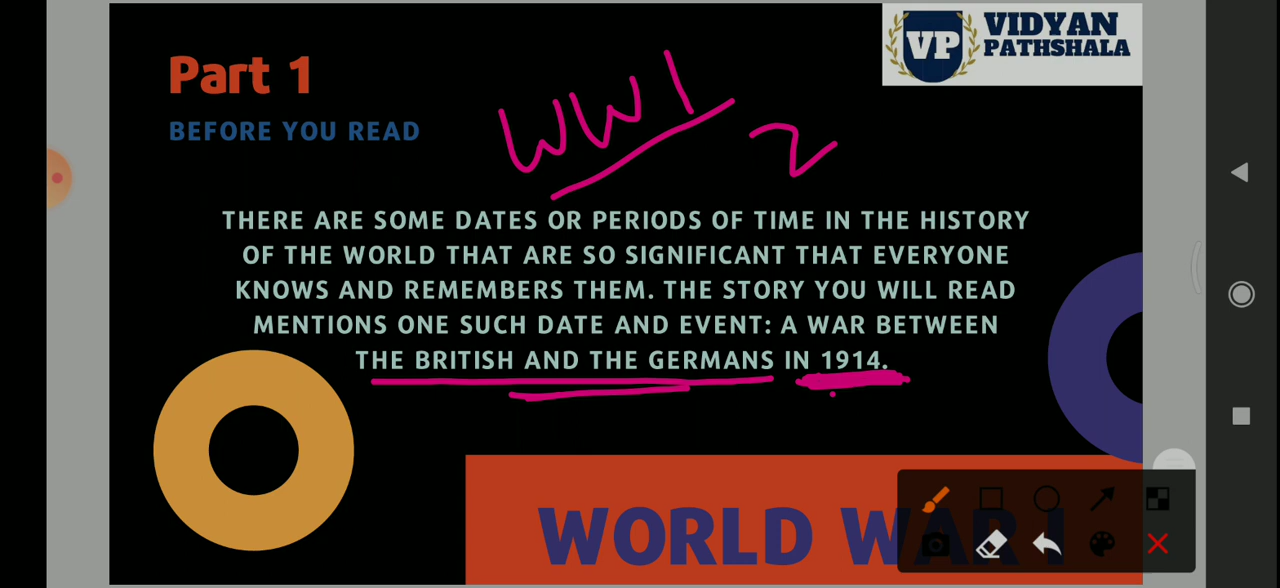 VP VIDYAN
PATHSHALA
Part 1
BEFORE YOU READ
WW1
2
THERE ARE SOME DATES OR PERIODS OF TIME IN THE HISTORY
OF THE WORLD THAT ARE SO SIGNIFICANT THAT EVERYONE
KNOWS AND REMEMBERS THEM. THE STORY YOU WILL READ
MENTIONS ONE SUCH DATE AND EVENT: A WAR BETWEEN
THE BRITISH AND THE GERMANS IN 1914.
WORLD WAR I